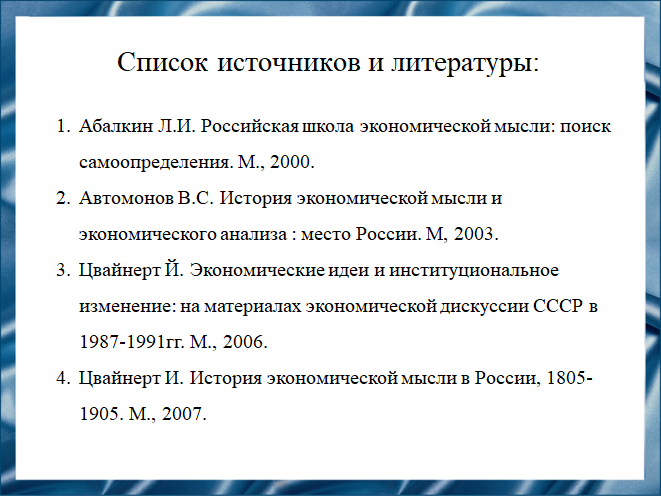 Список источников и литературы:
1. Абалкин Л.И. Российская школа экономической мысли: поиск
самоопределения. М., 2000.
2. Автомонов В.С. История экономической мысли и
экономического анализа : место России. М, 2003.
3. Цвайнерт Й. Экономические идеи и институциональное
изменение: на материалах экономической дискуссии СССР в
1987-1991гг. М., 2006.
4. Цвайнерт И. История экономической мысли в России, 1805-
1905. М., 2007.